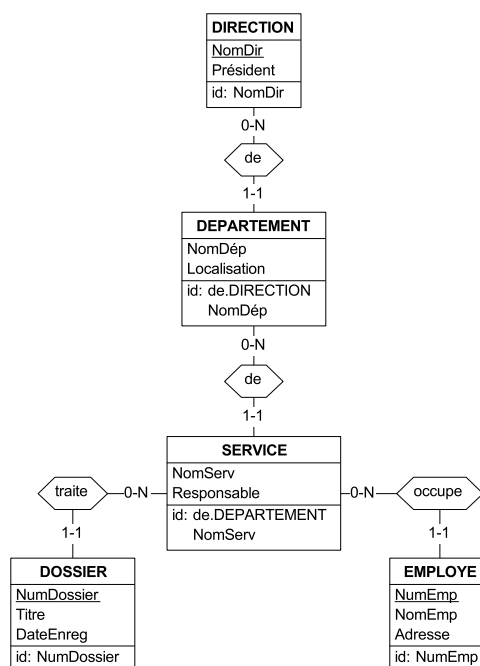 DIRECTION
NomDir
Président
id: NomDir
0-N
de
1-1
DEPARTEMENT
NomDép
Localisation
id: de.DIRECTION
NomDép
0-N
de
1-1
SERVICE
NomServ
Responsable
id: de.DEPARTEMENT
NomServ
traite
0-N
0-N
occupe
1-1
1-1
DOSSIER
NumDossier
Titre
DateEnreg
id: NumDossier
EMPLOYE
NumEmp
NomEmp
Adresse
id: NumEmp